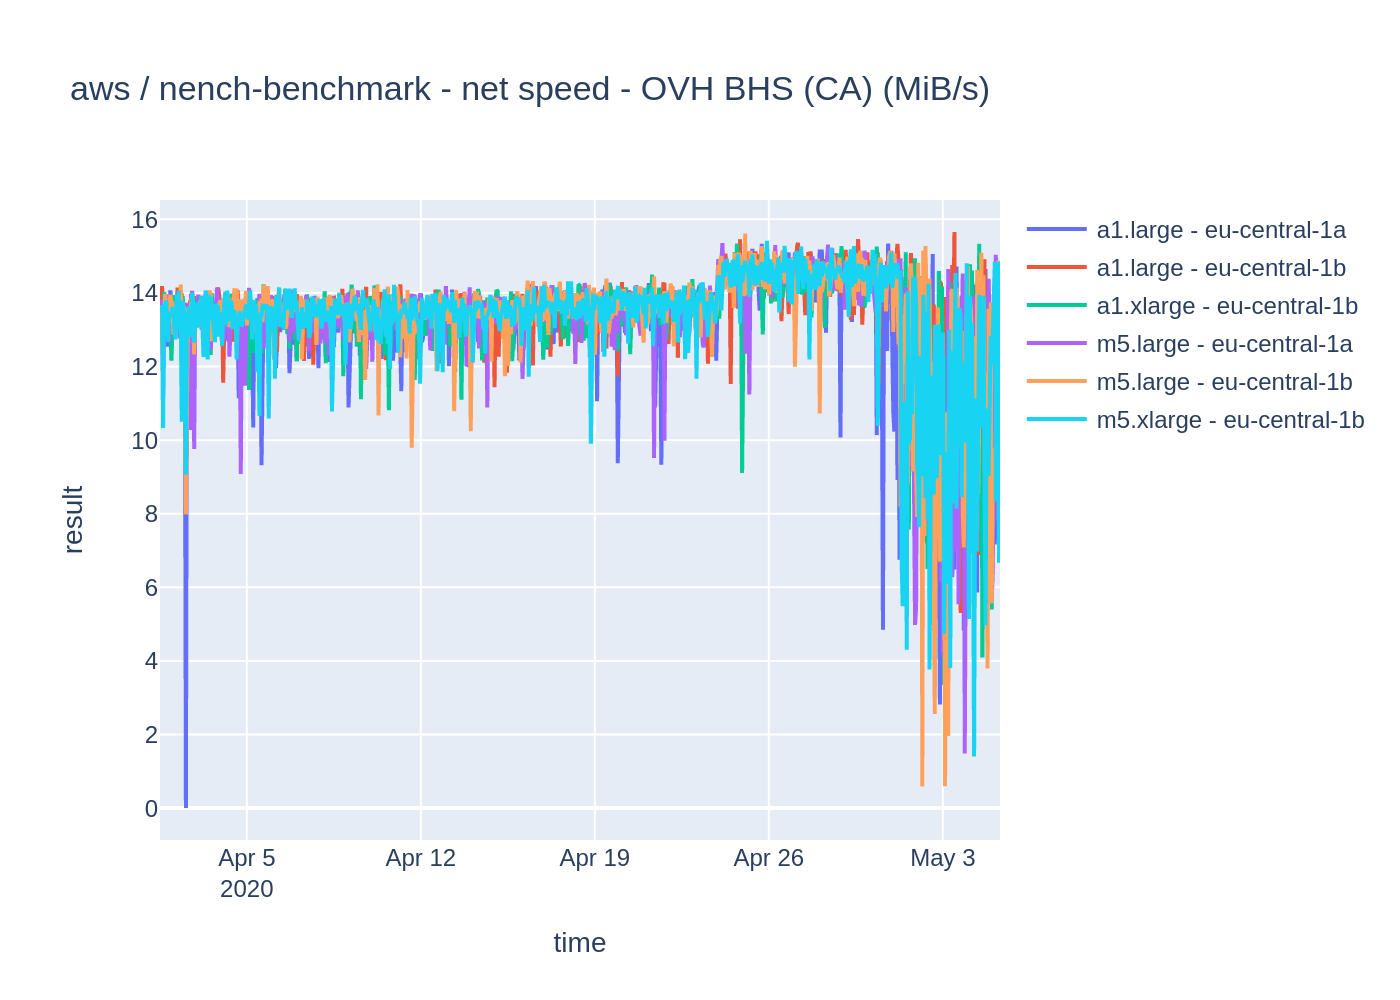 aws / nench-benchmark - net speed - OVH BHS (CA) (MiB/s)
16
14
12
10
8
6
4
2
0
result
Apr 5
2020
Apr 12
Apr 19
Apr 26
May 3
time
a1.large - eu-central-1a
a1.large - eu-central-1b
a1.xlarge - eu-central-1b
m5.large - eu-central-1a
m5.large - eu-central-1b
m5.xlarge - eu-central-1b